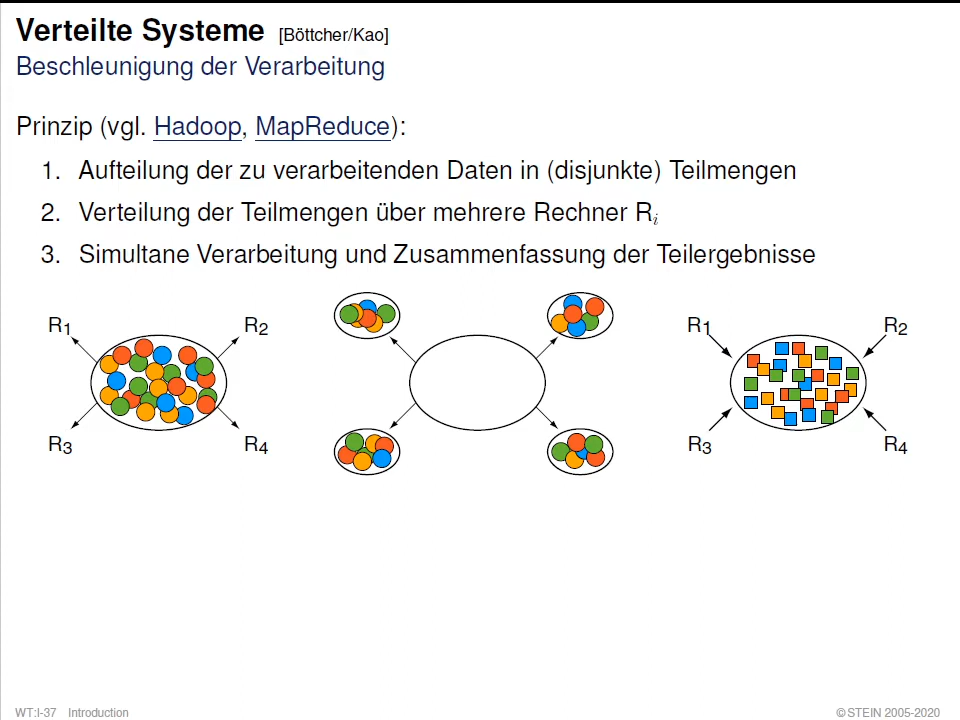 Verteilte Systeme [Böttcher/Kao]
Beschleunigung der Verarbeitung
Prinzip (vgl. Hadoop, MapReduce):
1. Aufteilung der zu verarbeitenden Daten in (disjunkte) Teilmengen
2. Verteilung der Teilmengen über mehrere Rechner Rᵢ
3. Simultane Verarbeitung und Zusammenfassung der Teilergebnisse
R₁ R₂ R₁ R₂
R₃ R₄ R₃ R₄
WT:I-37 Introduction ©STEIN 2005-2020